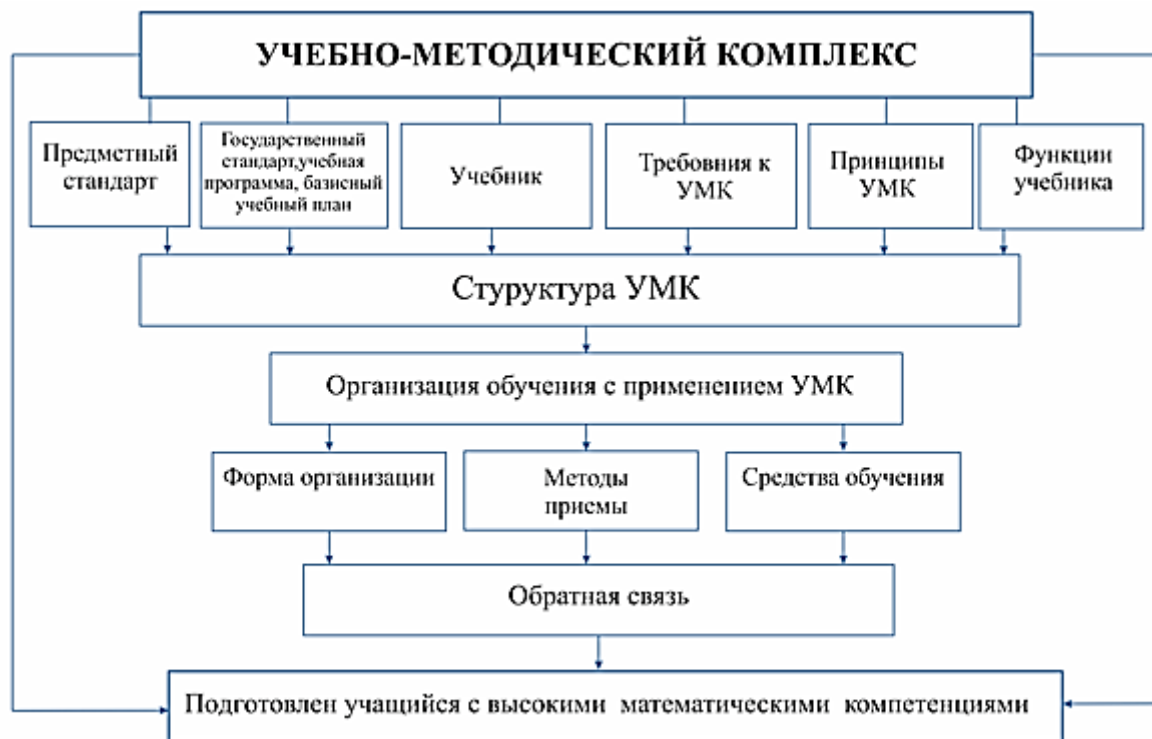 УЧЕБНО-МЕТОДИЧЕСКИЙ КОМПЛЕКС
Предметный
стандарт
Государственный
стандарт,учебная
программа, базисный
учебный план
Учебник
Требовния к
УМК
Принципы
УМК
Функции
учебника
Стуруктура УМК
Организация обучения с применением УМК
Форма организации
Методы
приемы
Средства обучения
Обратная связь
Подготовлен учащийся с высокими математическими компетенциями